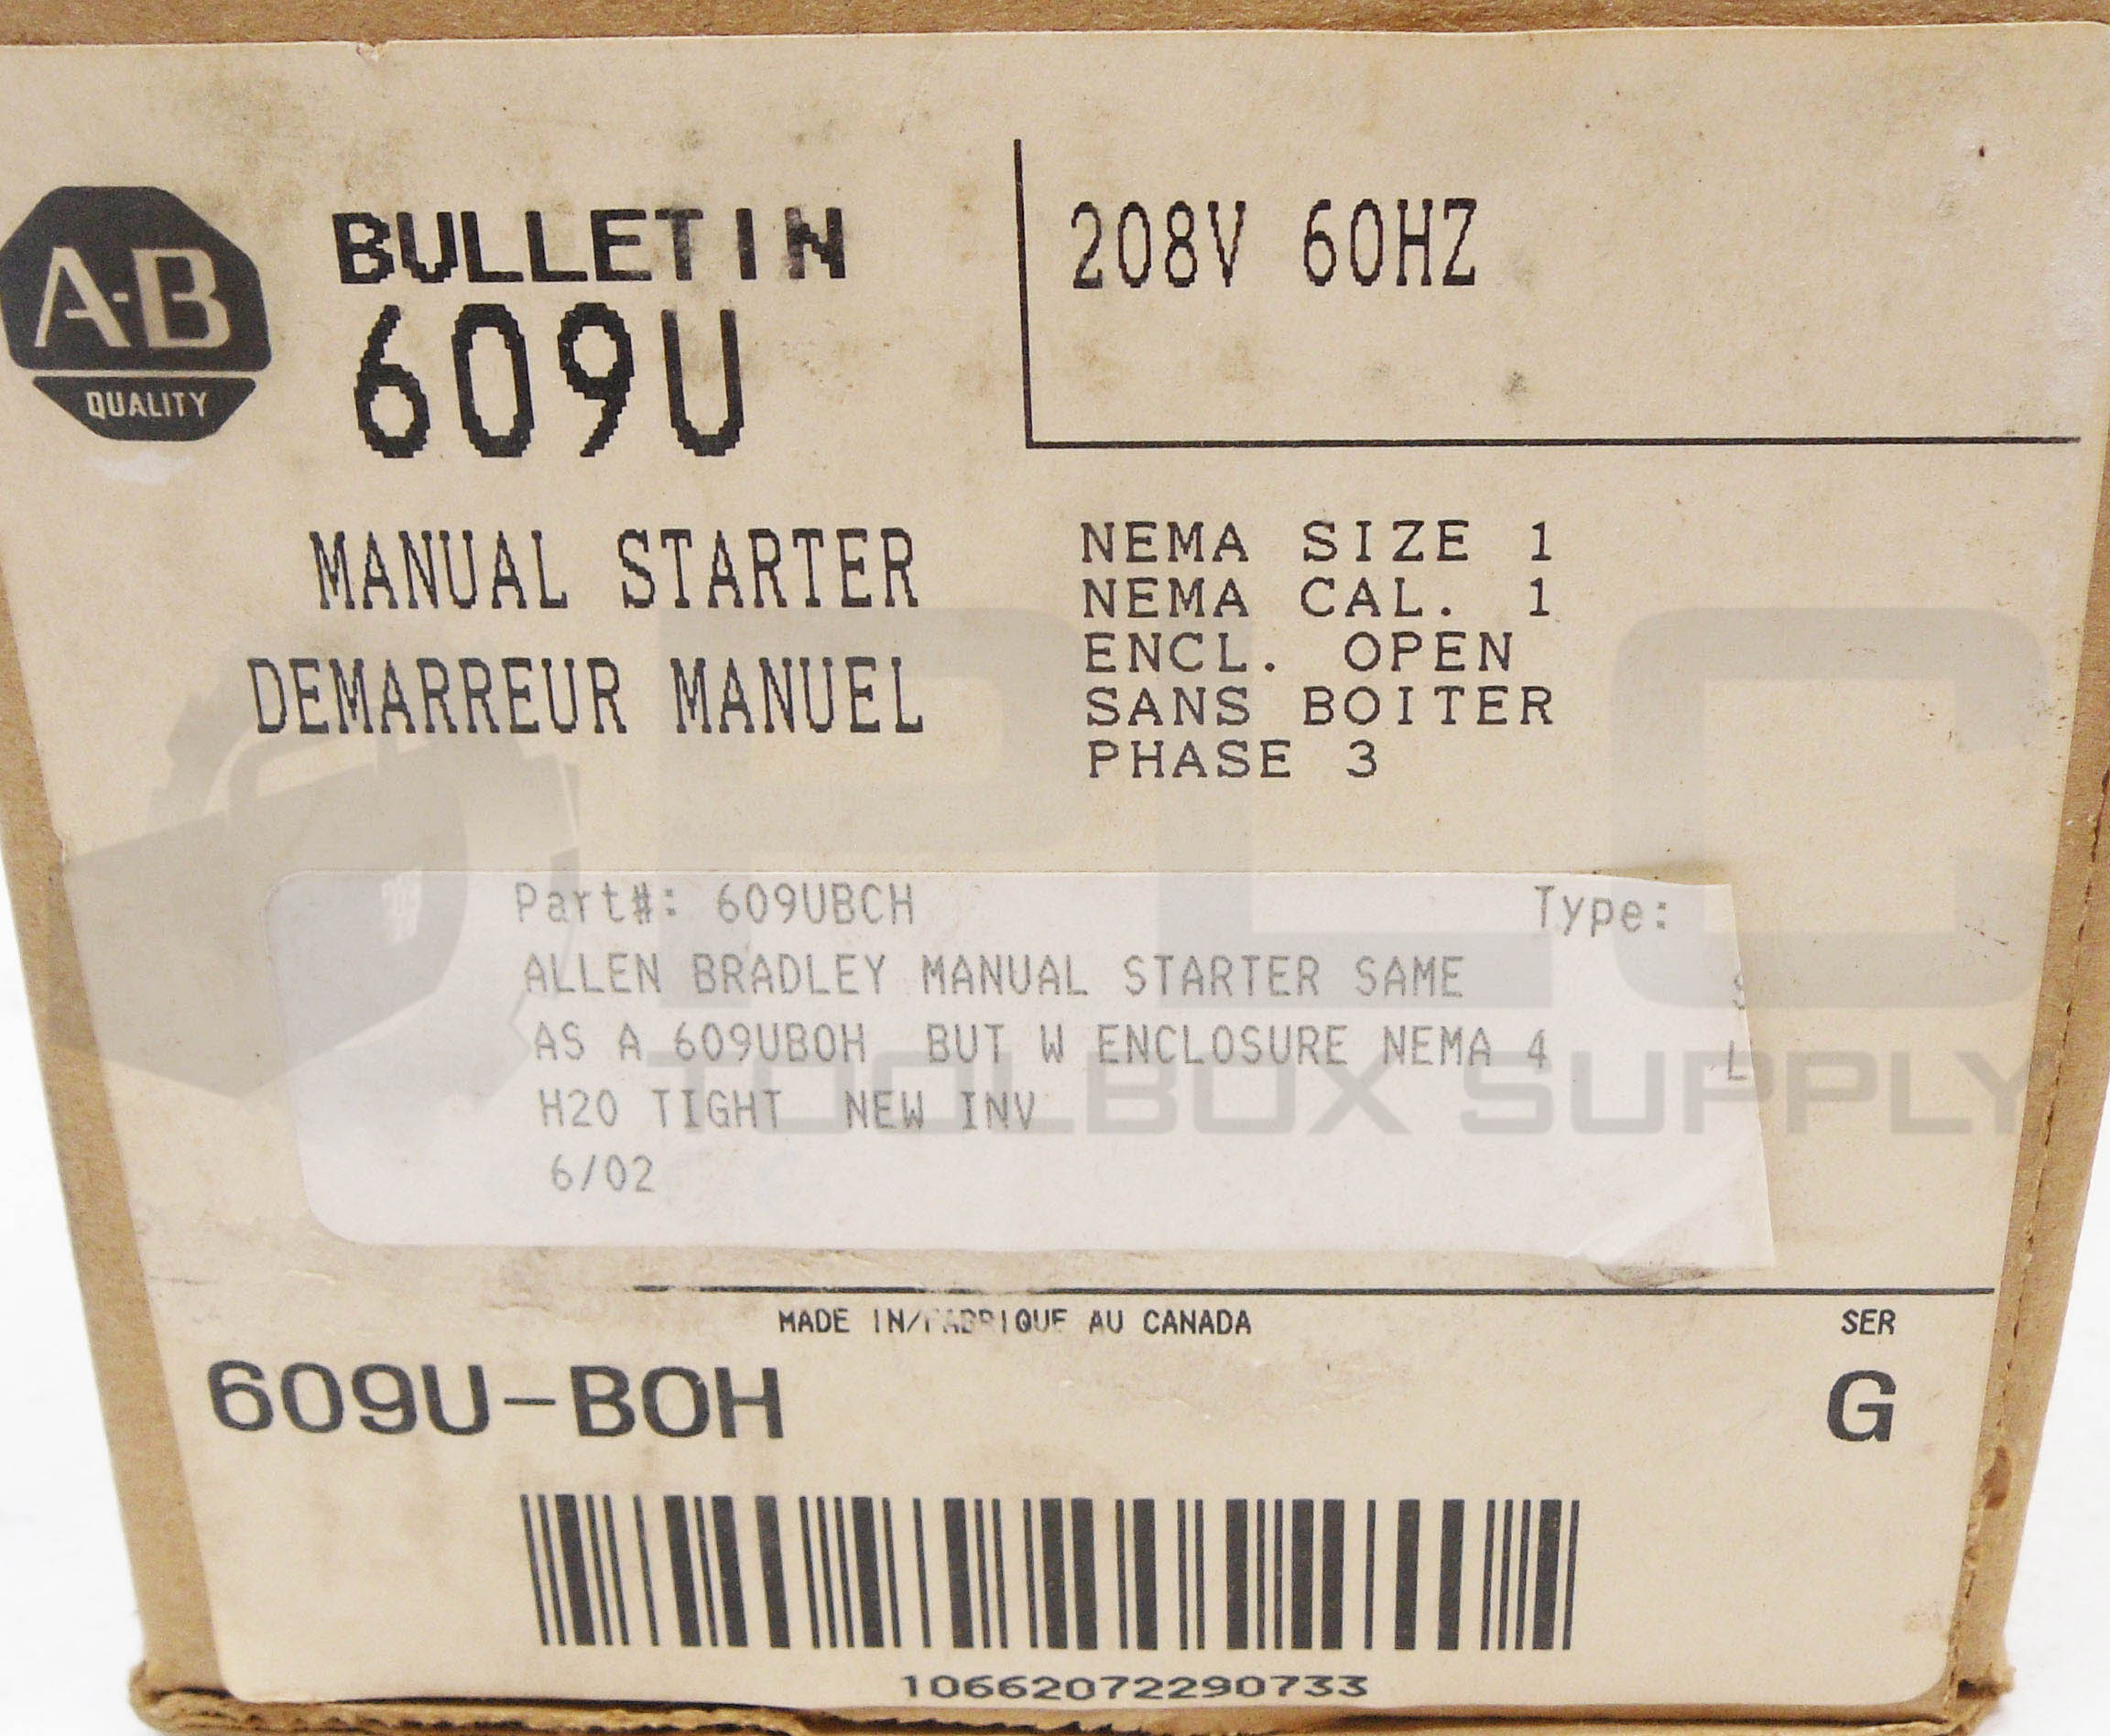 A-B
QUALITY
BULLETIN
609U
208V 60HZ
MANUAL STARTER
DEMARREUR MANUEL
NEMA SIZE 1
NEMA CAL. 1
ENCL. OPEN
SANS BOITER
PHASE 3
Part#: 609UBCH Type:
ALLEN BRADLEY MANUAL STARTER SAME
AS A 609UBOH BUT W ENCLOSURE NEMA 4 L
H20 TIGHT NEW INV
6/02
PLC
TOOLBOX SUPPLY
MADE IN/FABRIQUE AU CANADA
SER
609U-BOH
G
10662072290733